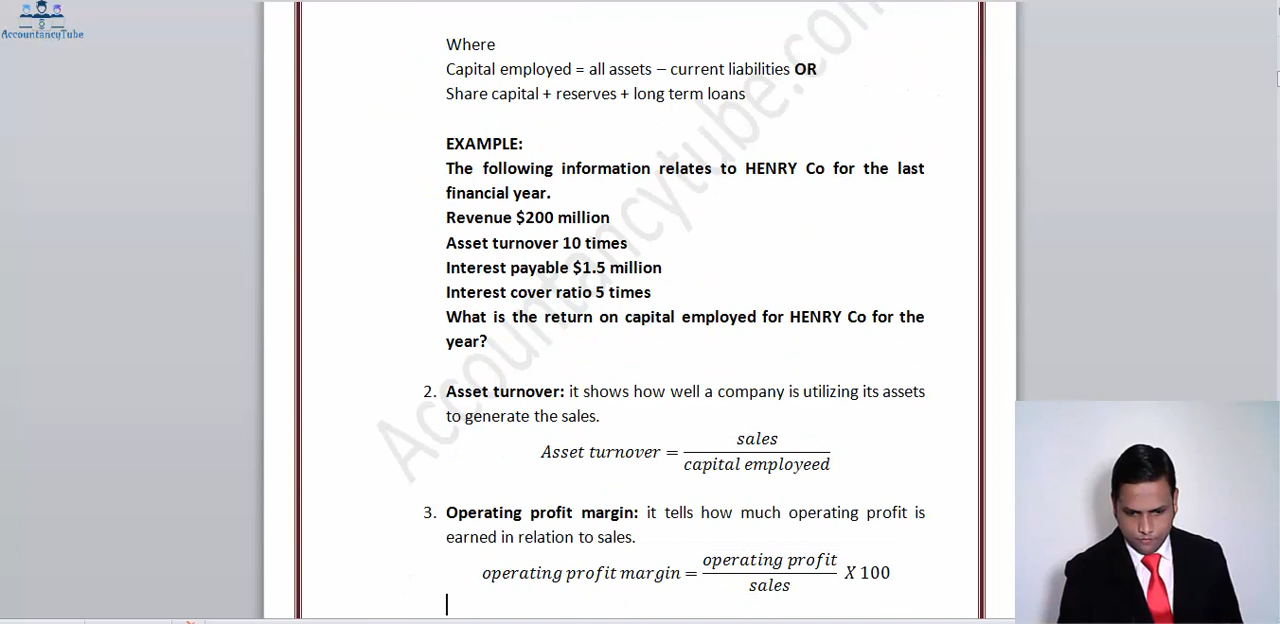 AccountancyTube
Where
Capital employed = all assets – current liabilities OR
Share capital + reserves + long term loans
EXAMPLE:
The following information relates to HENRY Co for the last
financial year.
Revenue $200 million
Asset turnover 10 times
Interest payable $1.5 million
Interest cover ratio 5 times
What is the return on capital employed for HENRY Co for the
year?
2. Asset turnover: it shows how well a company is utilizing its assets
to generate the sales.
Asset turnover = sales / capital employeed
3. Operating profit margin: it tells how much operating profit is
earned in relation to sales.
operating profit margin = operating profit / sales X 100
Accountancytube.com